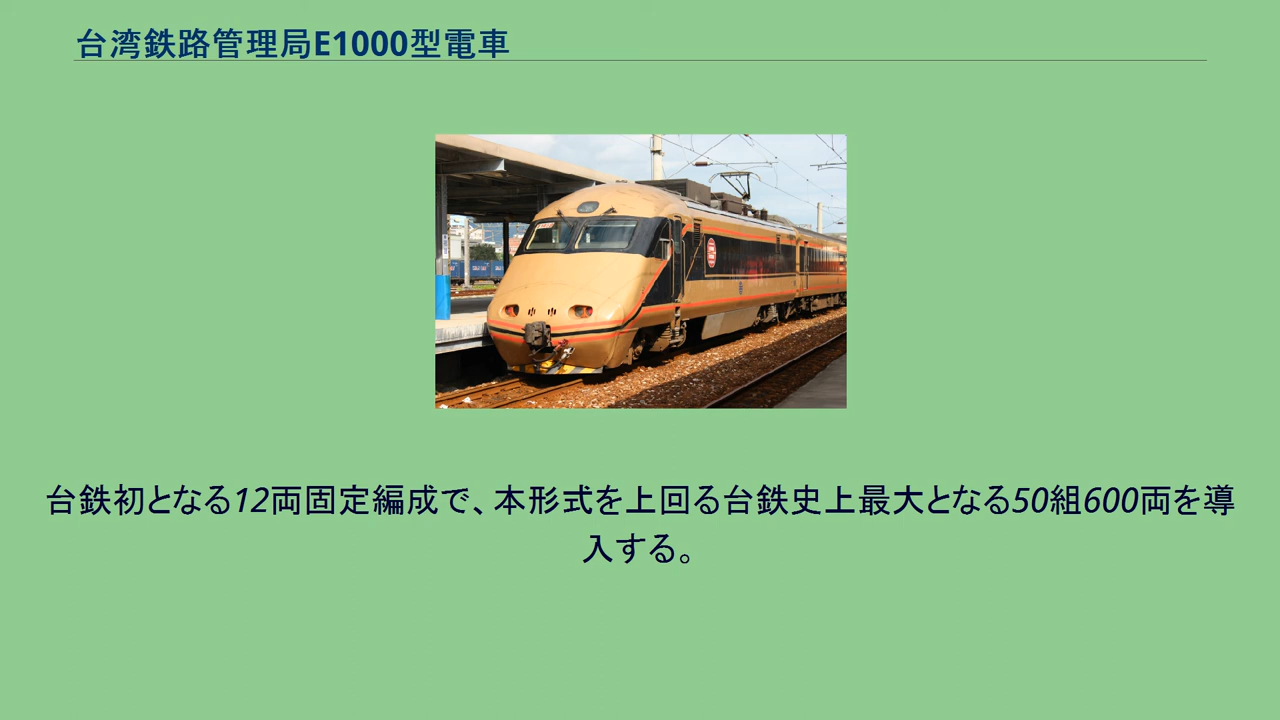 台湾鉄路管理局E1000型電車
台鉄初となる12両固定編成で、本形式を上回る台鉄史上最大となる50組600両を導
入する。